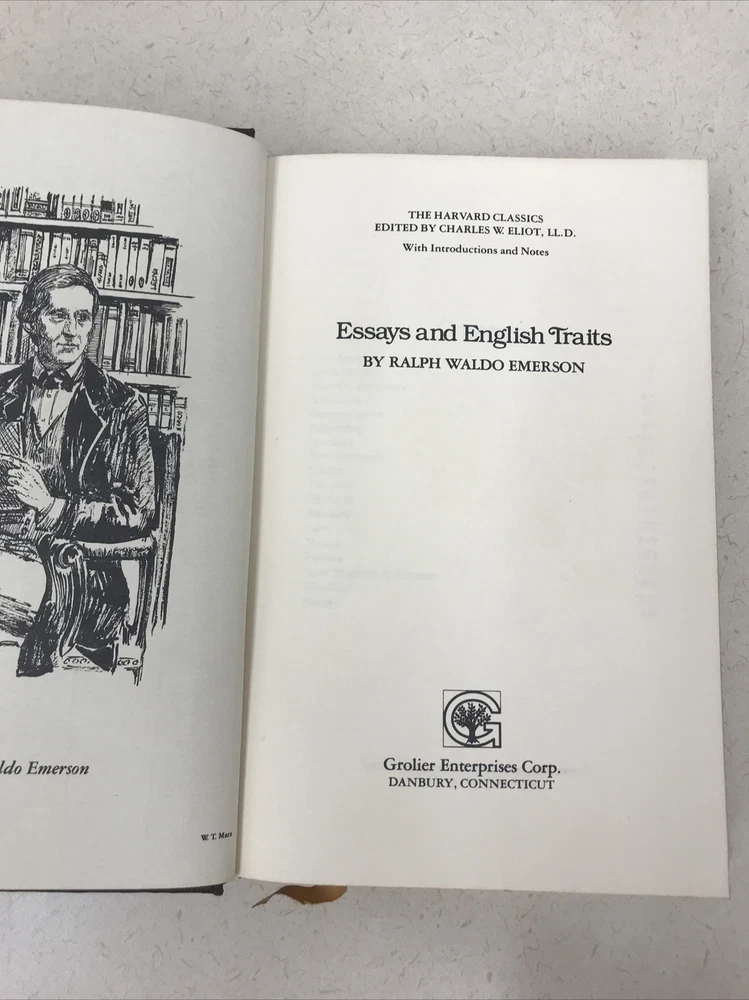 ldo Emerson
W. T. Mars
THE HARVARD CLASSICS
EDITED BY CHARLES W. ELIOT, LL.D.
With Introductions and Notes
Essays and English Traits
BY RALPH WALDO EMERSON
G
Grolier Enterprises Corp.
DANBURY, CONNECTICUT